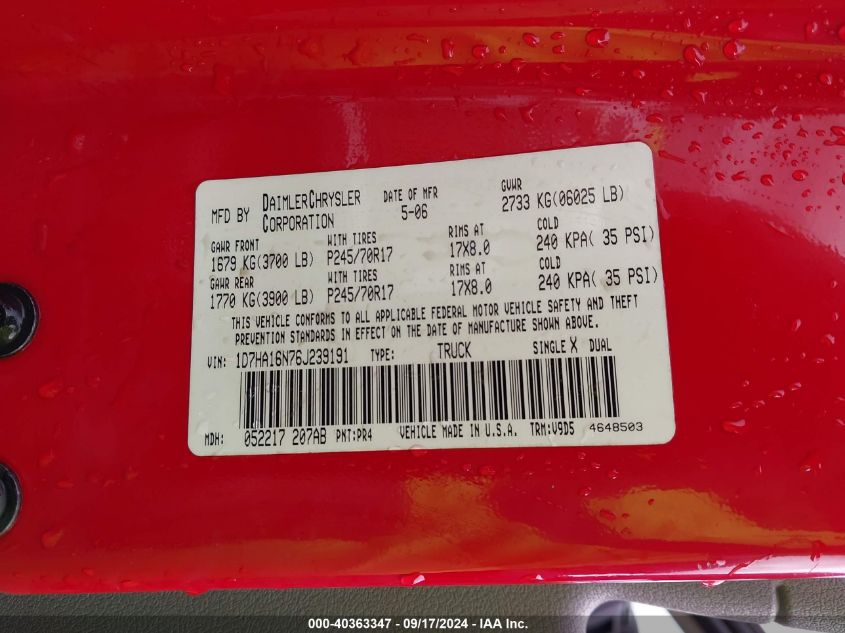 MFD BY DAIMLERCHRYSLER CORPORATION DATE OF MFR 5-06 GVWR 2733 KG(06025 LB)
GAWR FRONT WITH TIRES RIMS AT COLD
1679 KG(3700 LB) P245/70R17 17X8.0 240 KPA( 35 PSI)
GAWR REAR WITH TIRES RIMS AT COLD
1770 KG(3900 LB) P245/70R17 17X8.0 240 KPA( 35 PSI)
THIS VEHICLE CONFORMS TO ALL APPLICABLE FEDERAL MOTOR VEHICLE SAFETY AND THEFT
PREVENTION STANDARDS IN EFFECT ON THE DATE OF MANUFACTURE SHOWN ABOVE.
VIN: 1D7HA16N76J239191 TYPE: TRUCK SINGLE X DUAL
MDH: 052217 207AB PNT:PR4 VEHICLE MADE IN U.S.A. TRM:V9D5 4648503
000-40363347 - 09/17/2024 - WWW.IAAI.COM